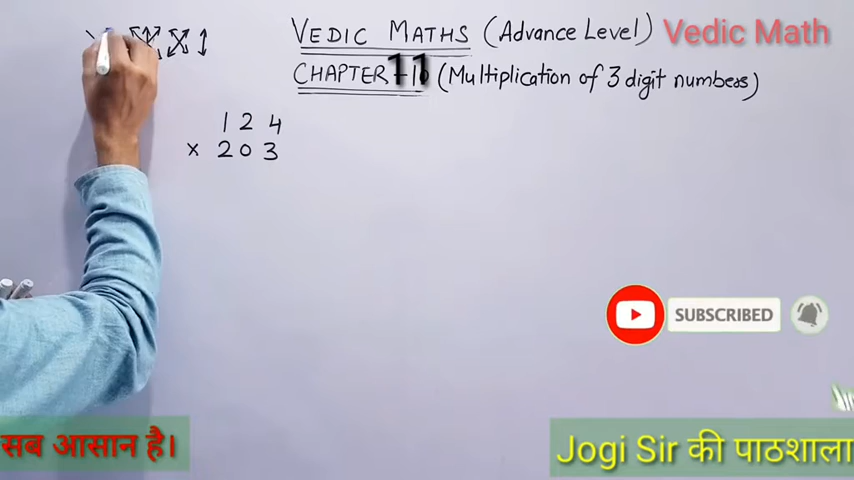 VEDIC MATHS (Advance Level)
Vedic Math
CHAPTER - 11 (Multiplication of 3 digit numbers)
1 2 4
× 2 0 3
SUBSCRIBED
सब आसान है।
Jogi Sir की पाठशाला